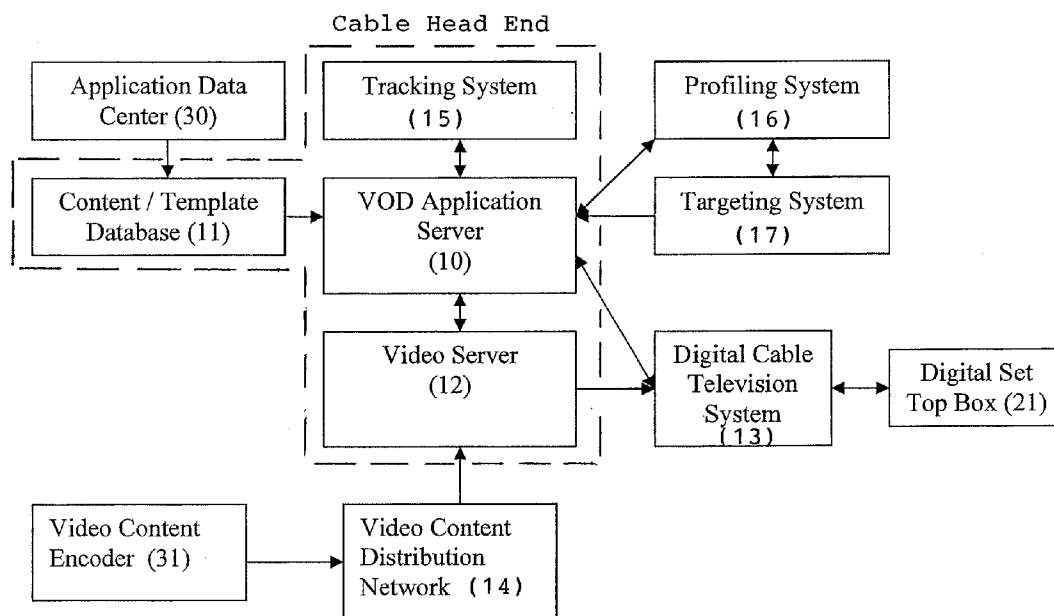 Cable Head End
Application Data
Center (30)
Tracking System
(15)
Profiling System
(16)
Content / Template
Database (11)
VOD Application
Server
(10)
Targeting System
(17)
Video Server
(12)
Digital Cable
Television
System
(13)
Digital Set
Top Box (21)
Video Content
Encoder (31)
Video Content
Distribution
Network (14)